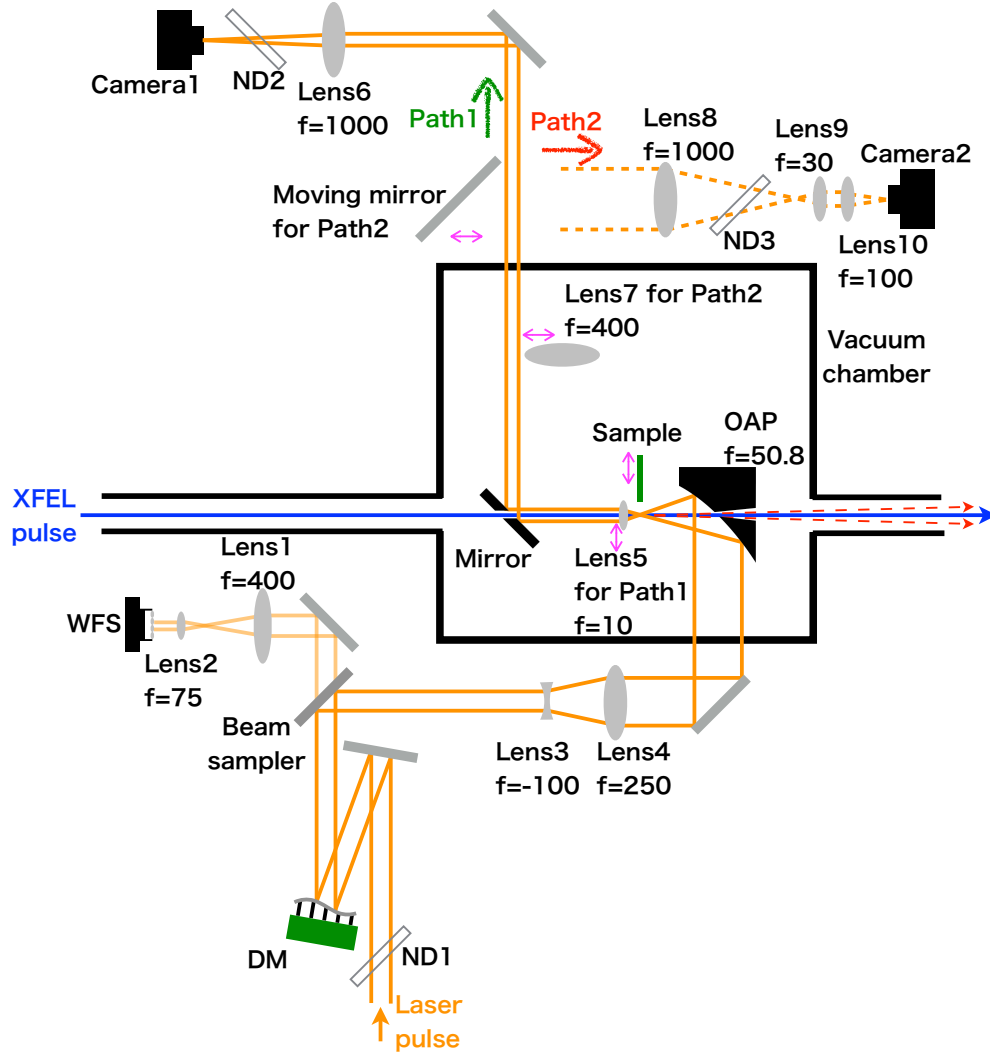 Camera1
ND2
Lens6
f=1000
Path1
Path2
Lens8
f=1000
Lens9
f=30
Camera2
Moving mirror
for Path2
ND3
Lens10
f=100
Lens7 for Path2
f=400
Vacuum
chamber
Sample
OAP
f=50.8
XFEL
pulse
Mirror
Lens5
for Path1
f=10
Lens1
f=400
WFS
Lens2
f=75
Beam
sampler
Lens3
f=-100
Lens4
f=250
DM
ND1
Laser
pulse